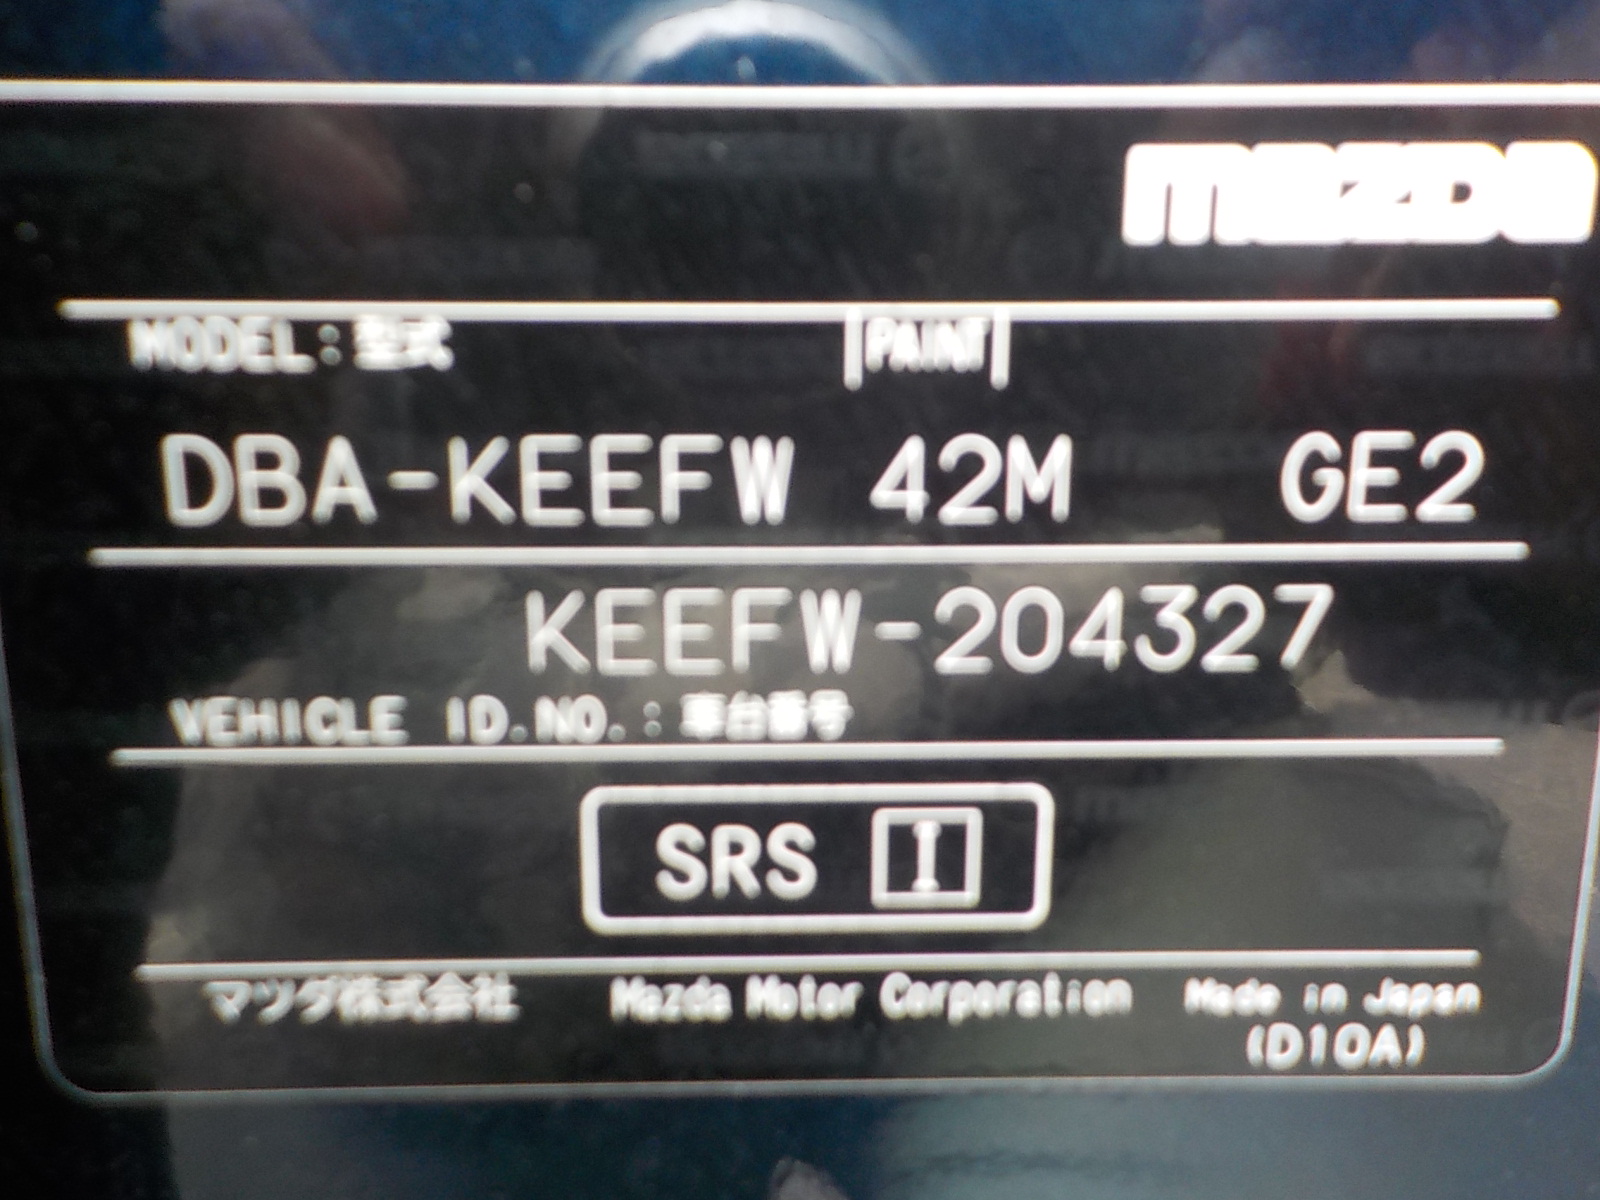 mazda
MODEL：型式 PAINT
DBA-KEEFW 42M GE2
KEEFW-204327
VEHICLE ID.NO.：車台番号
SRS I
マツダ株式会社 Mazda Motor Corporation Made in Japan
(D10A)